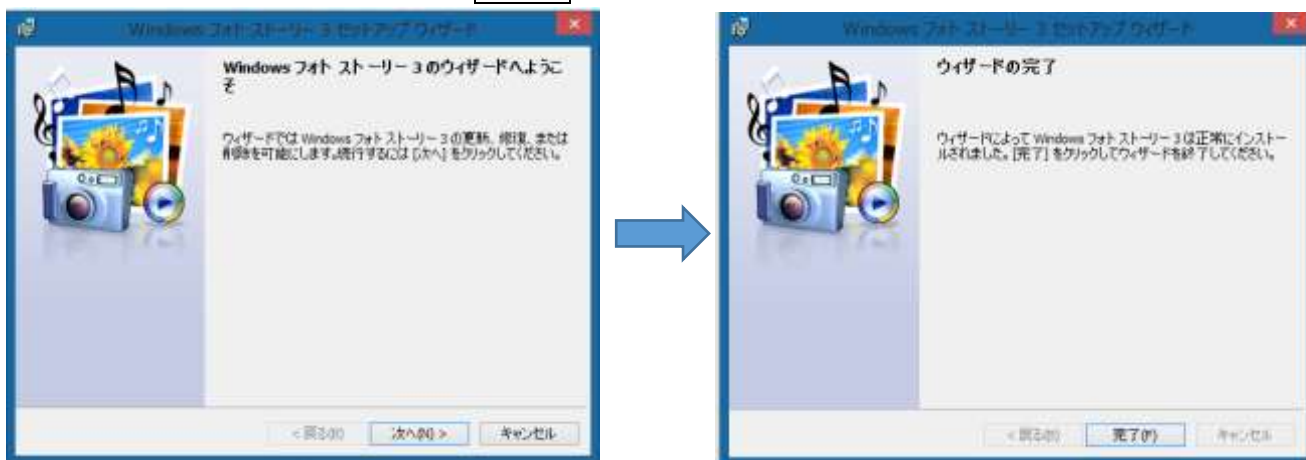 Windows フォト ストーリー 3 セットアップ ウィザード
Windows フォト ストーリー 3 のウィザードへようこ
そ
ウィザードでは Windows フォト ストーリー 3 の更新、修復、または
削除を可能にします。続行するには [次へ] をクリックしてください。
< 戻る(B)
次へ(N) >
キャンセル
Windows フォト ストーリー 3 セットアップ ウィザード
ウィザードの完了
ウィザードによって Windows フォト ストーリー 3 は正常にインストー
ルされました。[完了] をクリックしてウィザードを終了してください。
< 戻る(B)
完了(F)
キャンセル